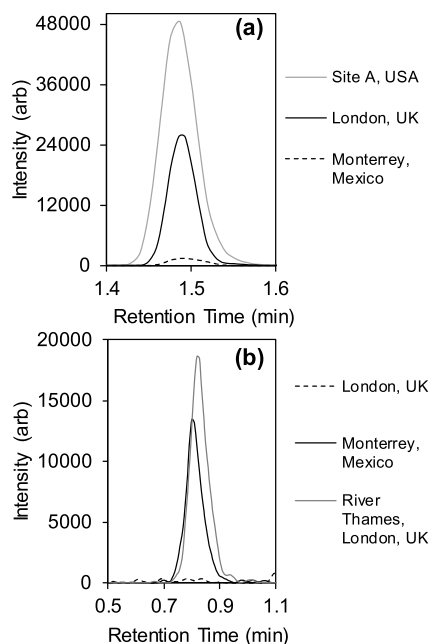 (a)
48000
36000
24000
12000
0
Intensity (arb)
1.4 1.5 1.6
Retention Time (min)
Site A, USA
London, UK
Monterrey,
Mexico
(b)
20000
15000
10000
5000
0
Intensity (arb)
0.5 0.7 0.9 1.1
Retention Time (min)
London, UK
Monterrey,
Mexico
River
Thames,
London, UK